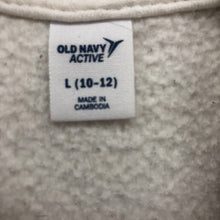 OLD NAVY
ACTIVE
L (10-12)
MADE IN
CAMBODIA